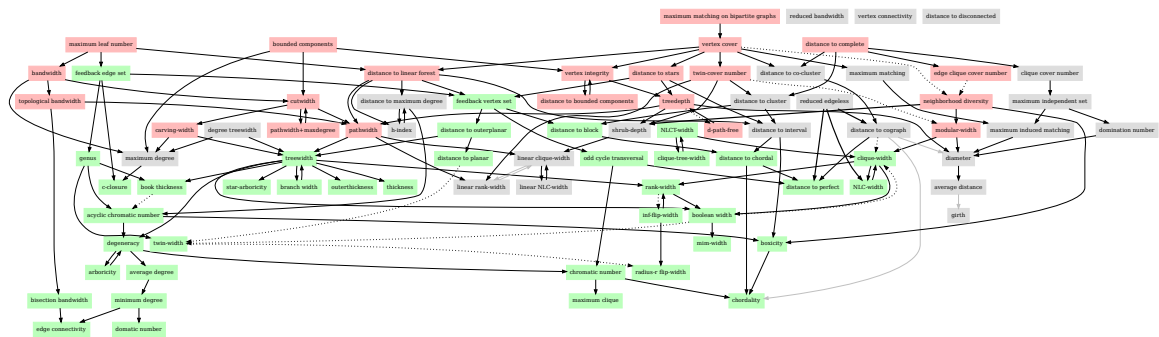 maximum matching on bipartite graphs
reduced bandwidth
vertex connectivity
distance to disconnected
maximum leaf number
bounded components
vertex cover
distance to complete
bandwidth
feedback edge set
distance to linear forest
vertex integrity
distance to stars
twin-cover number
distance to co-cluster
maximum matching
edge clique cover number
clique cover number
topological bandwidth
cutwidth
distance to maximum degree
feedback vertex set
distance to bounded components
treedepth
distance to cluster
reduced edgeless
neighborhood diversity
maximum independent set
carving-width
degree treewidth
pathwidth+maxdegree
pathwidth
h-index
distance to outerplanar
distance to block
shrub-depth
NLCT-width
d-path-free
distance to interval
distance to cograph
modular-width
maximum induced matching
domination number
genus
maximum degree
treewidth
distance to planar
linear clique-width
odd cycle transversal
clique-tree-width
distance to chordal
clique-width
diameter
c-closure
book thickness
star-arboricity
branch width
outerthickness
thickness
linear rank-width
linear NLC-width
rank-width
distance to perfect
NLC-width
average distance
acyclic chromatic number
inf-flip-width
boolean width
girth
degeneracy
twin-width
mim-width
boxicity
arboricity
average degree
chromatic number
radius-r flip-width
bisection bandwidth
minimum degree
maximum clique
chordality
edge connectivity
domatic number